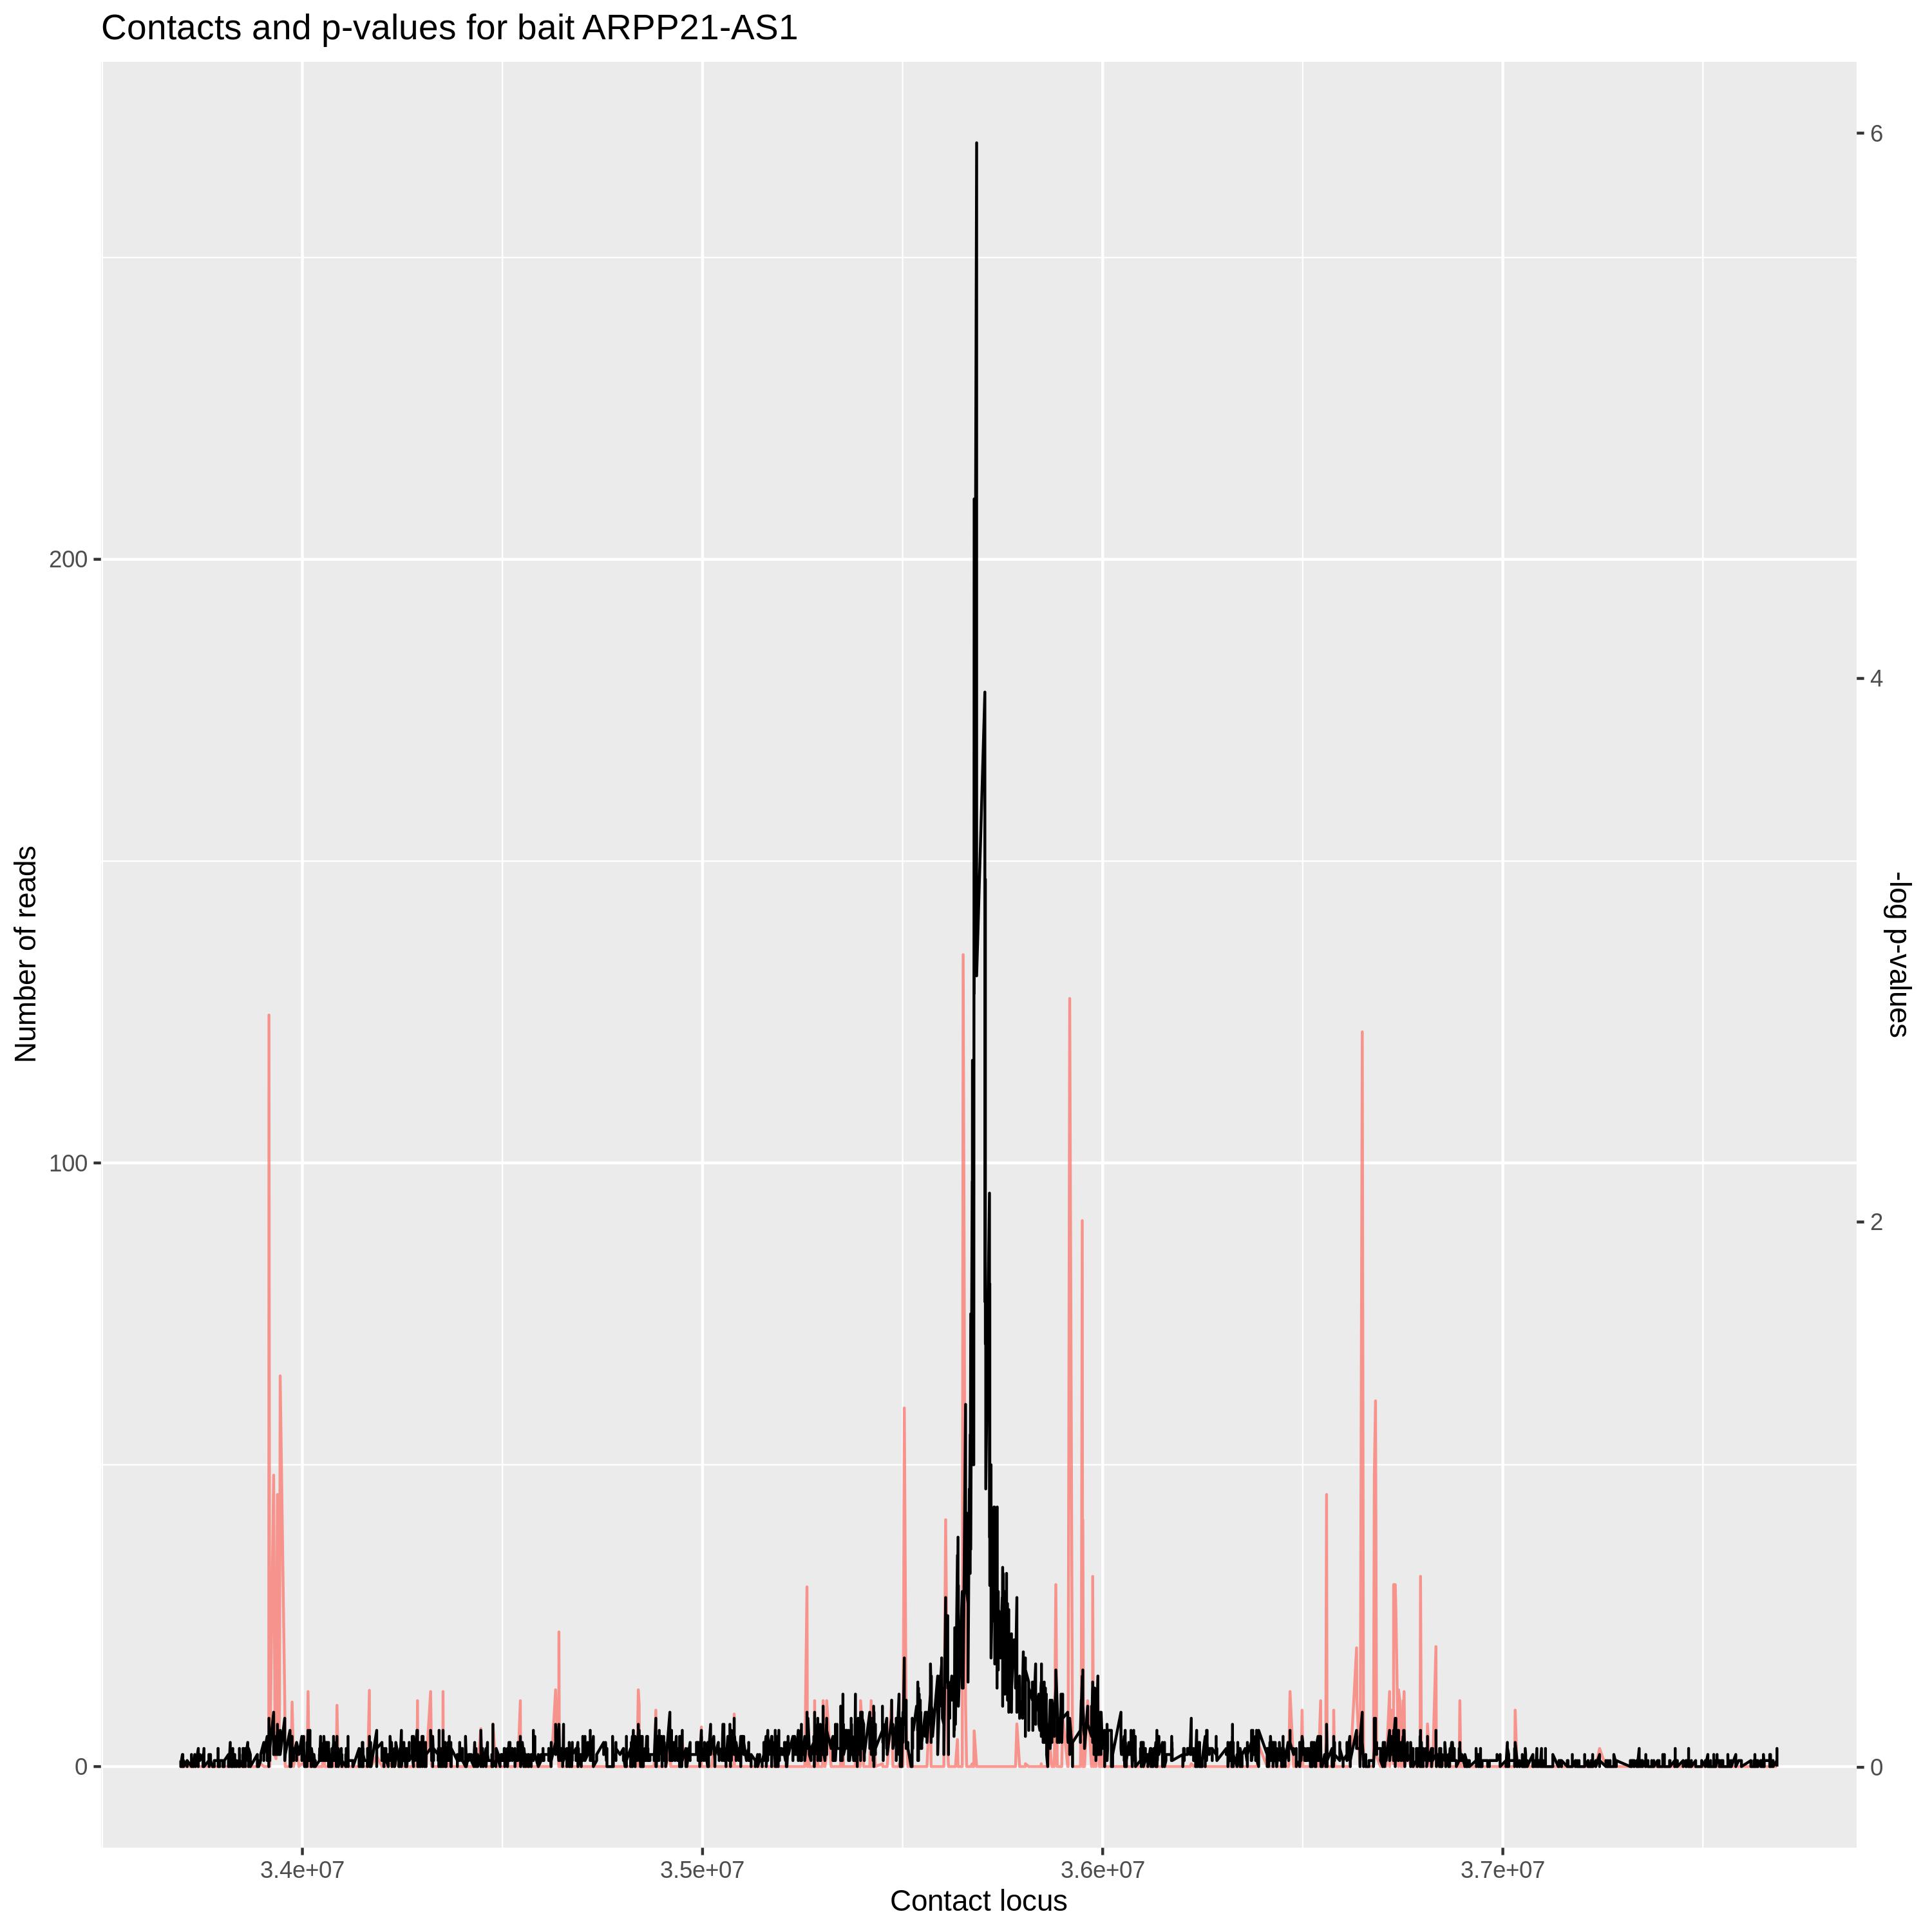 Contacts and p-values for bait ARPP21-AS1
Number of reads
200
100
0
6
4
2
0
-log p-values
3.4e+07
3.5e+07
3.6e+07
3.7e+07
Contact locus